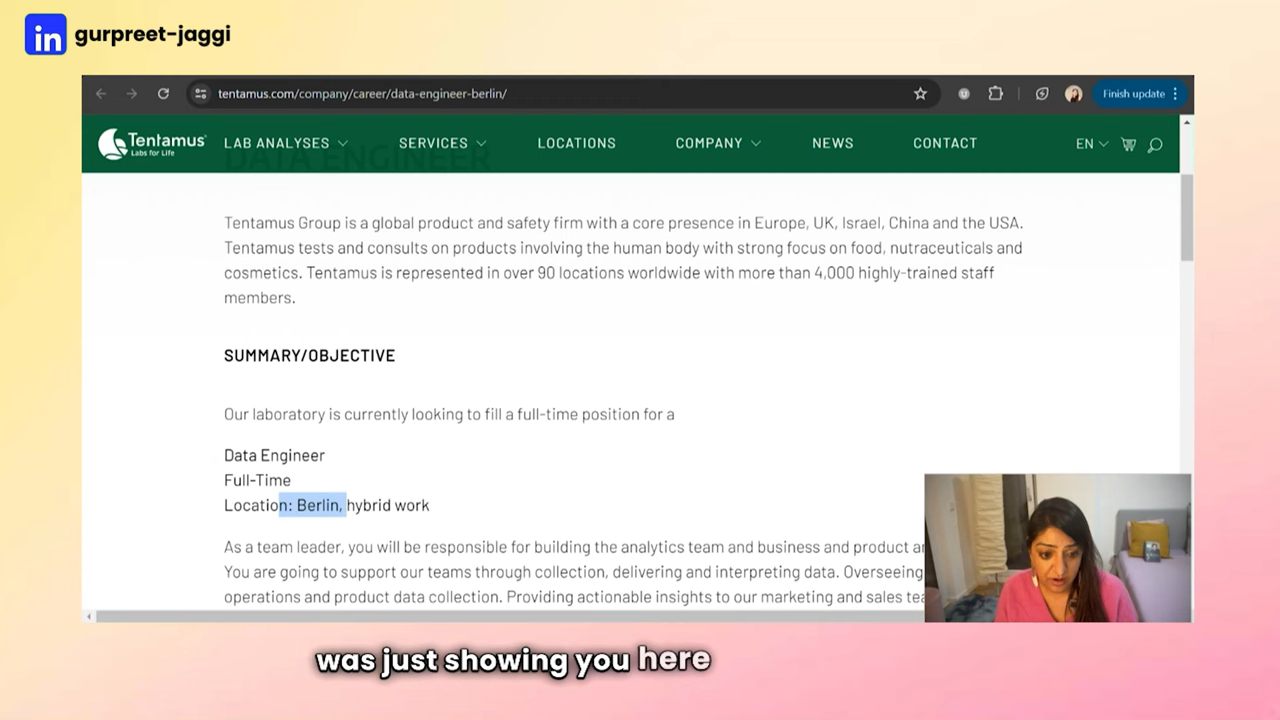 in gurpreet-jaggi
tentamus.com/company/career/data-engineer-berlin/
Finish update
Tentamus
Labs for Life
LAB ANALYSES
SERVICES
LOCATIONS
COMPANY
NEWS
CONTACT
EN
DATA ENGINEER
Tentamus Group is a global product and safety firm with a core presence in Europe, UK, Israel, China and the USA.
Tentamus tests and consults on products involving the human body with strong focus on food, nutraceuticals and
cosmetics. Tentamus is represented in over 90 locations worldwide with more than 4,000 highly-trained staff
members.
SUMMARY/OBJECTIVE
Our laboratory is currently looking to fill a full-time position for a
Data Engineer
Full-Time
Location: Berlin, hybrid work
As a team leader, you will be responsible for building the analytics team and business and product
You are going to support our teams through collection, delivering and interpreting data. Overseeing
operations and product data collection. Providing actionable insights to our marketing and sales
was just showing you here